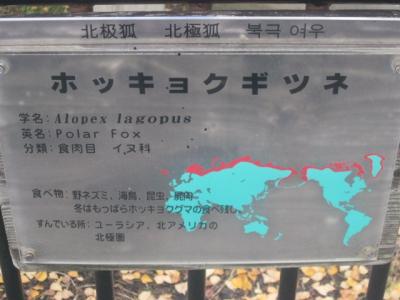 北极狐 北極狐 북극 여우
ホッキョクギツネ
学名：Alopex lagopus
英名：Polar Fox
分類：食肉目 イヌ科
食べ物：野ネズミ、海鳥、昆虫、死肉
冬はもっぱらホッキョクグマの食べ残し
すんでいる所：ユーラシア、北アメリカの
北極圏